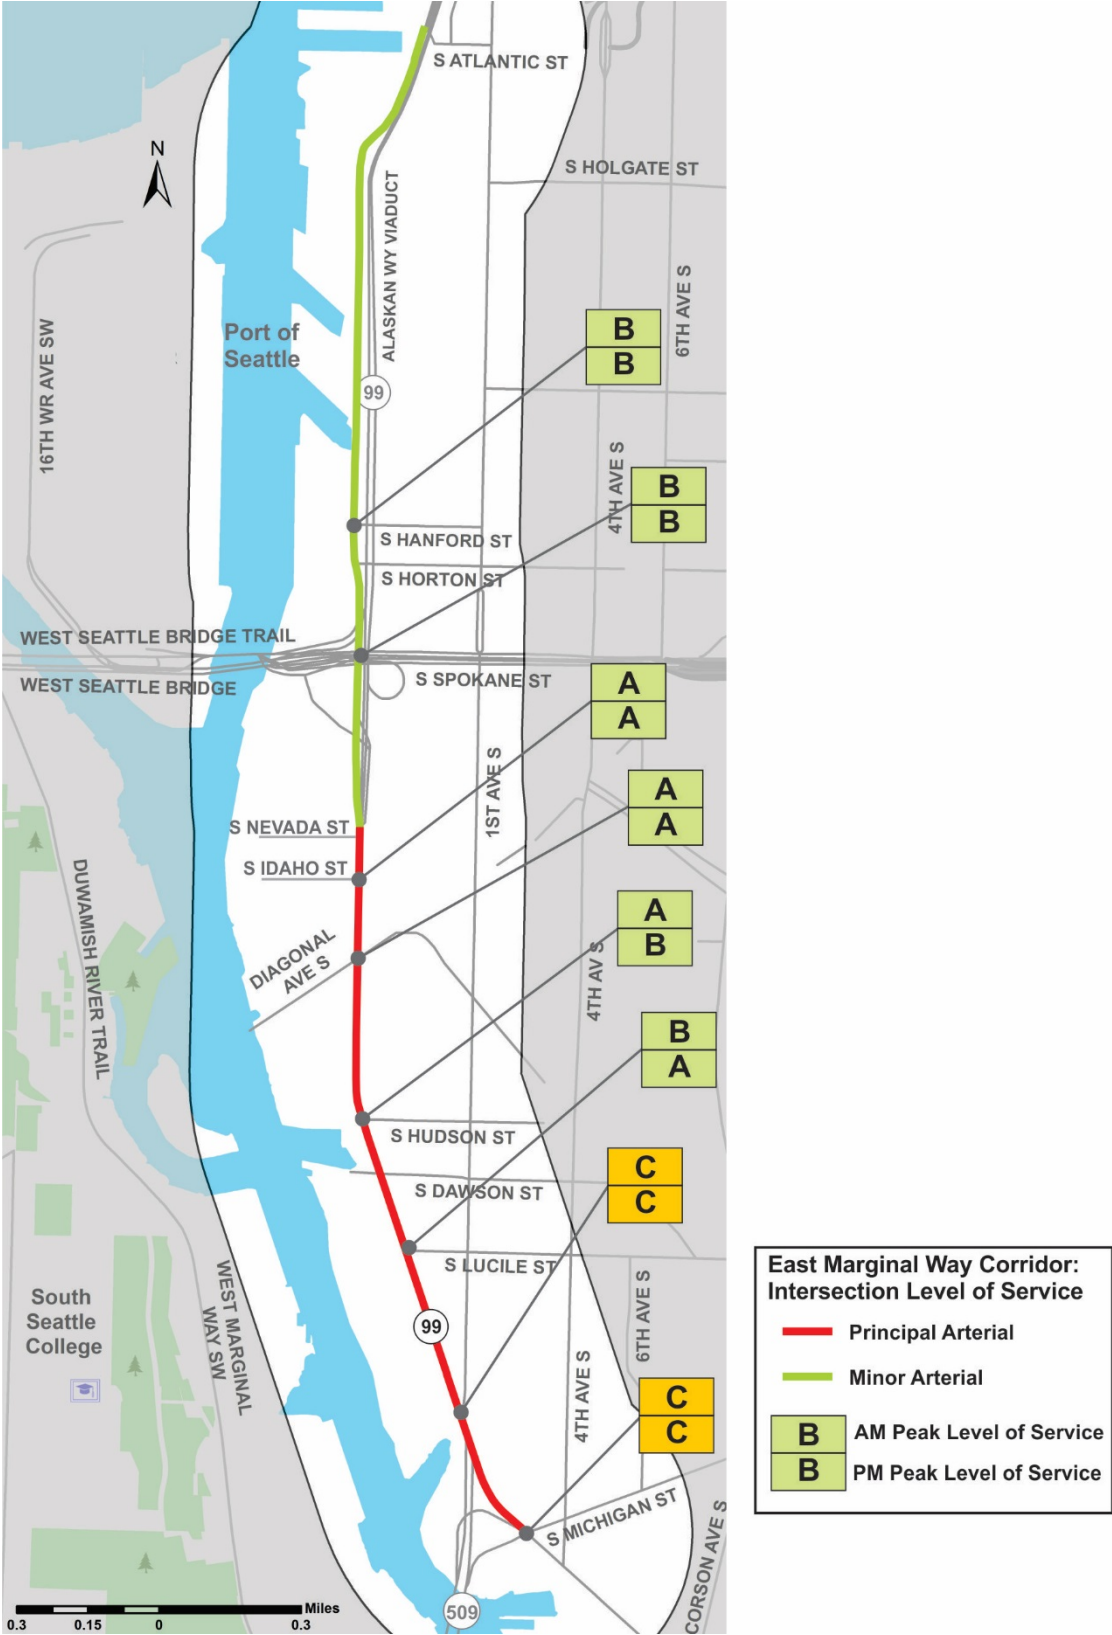 S ATLANTIC ST
N
S HOLGATE ST
ALASKAN WY VIADUCT
6TH AVE S
16TH WR AVE SW
Port of
Seattle
B
B
99
4TH AVE S
B
B
S HANFORD ST
S HORTON ST
WEST SEATTLE BRIDGE TRAIL
WEST SEATTLE BRIDGE
S SPOKANE ST
A
A
1ST AVE S
A
A
S NEVADA ST
S IDAHO ST
DUWAMISH RIVER TRAIL
DIAGONAL
AVE S
A
B
4TH AV S
B
A
S HUDSON ST
S DAWSON ST
C
C
S LUCILE ST
WEST MARGINAL
WAY SW
South
Seattle
College
99
6TH AVE S
4TH AVE S
C
C
S MICHIGAN ST
CORSON AVE S
509
Miles
0.3 0.15 0 0.3
East Marginal Way Corridor:
Intersection Level of Service
Principal Arterial
Minor Arterial
B AM Peak Level of Service
B PM Peak Level of Service